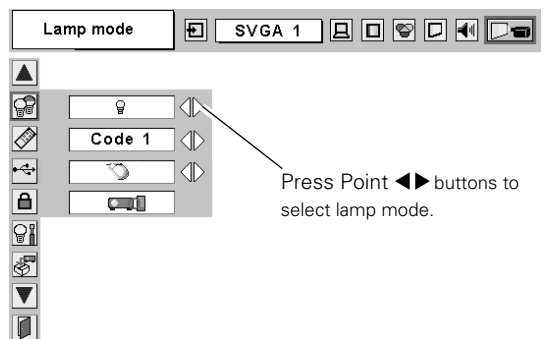 Lamp mode
SVGA 1
Code 1
Press Point ◀▶ buttons to
select lamp mode.